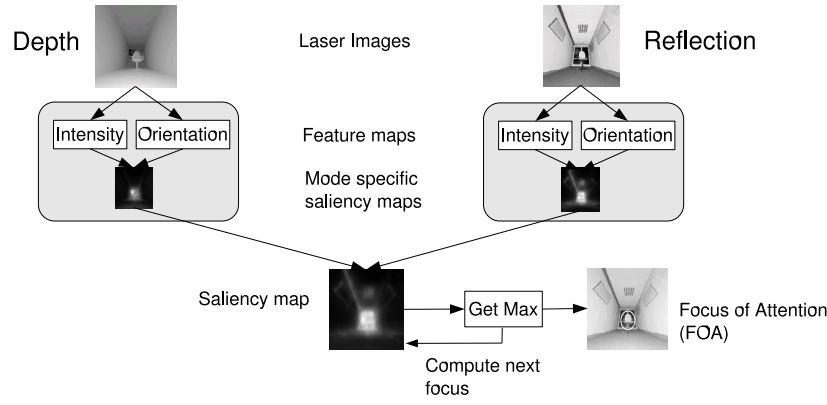 Depth
Laser Images
Reflection
Intensity
Orientation
Feature maps
Intensity
Orientation
Mode specific
saliency maps
Saliency map
Get Max
Focus of Attention
(FOA)
Compute next
focus